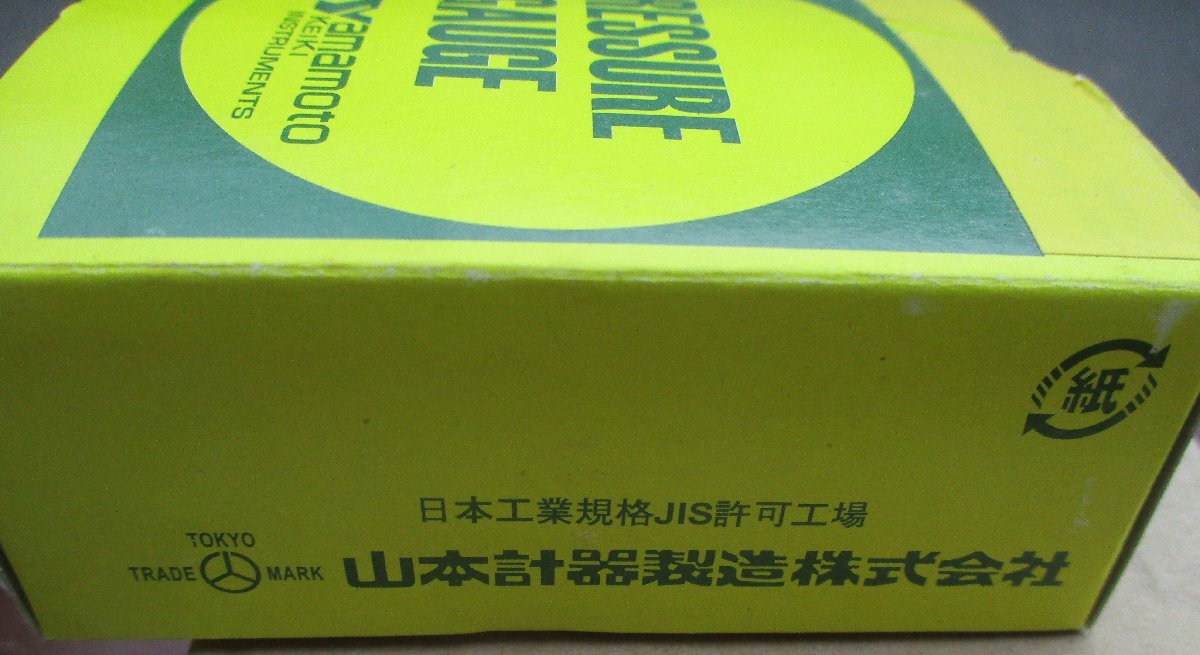 PRESSURE
GAUGE
yamamoto
KEIKI
INSTRUMENTS
紙
日本工業規格JIS許可工場
TOKYO
TRADE MARK
山本計器製造株式会社